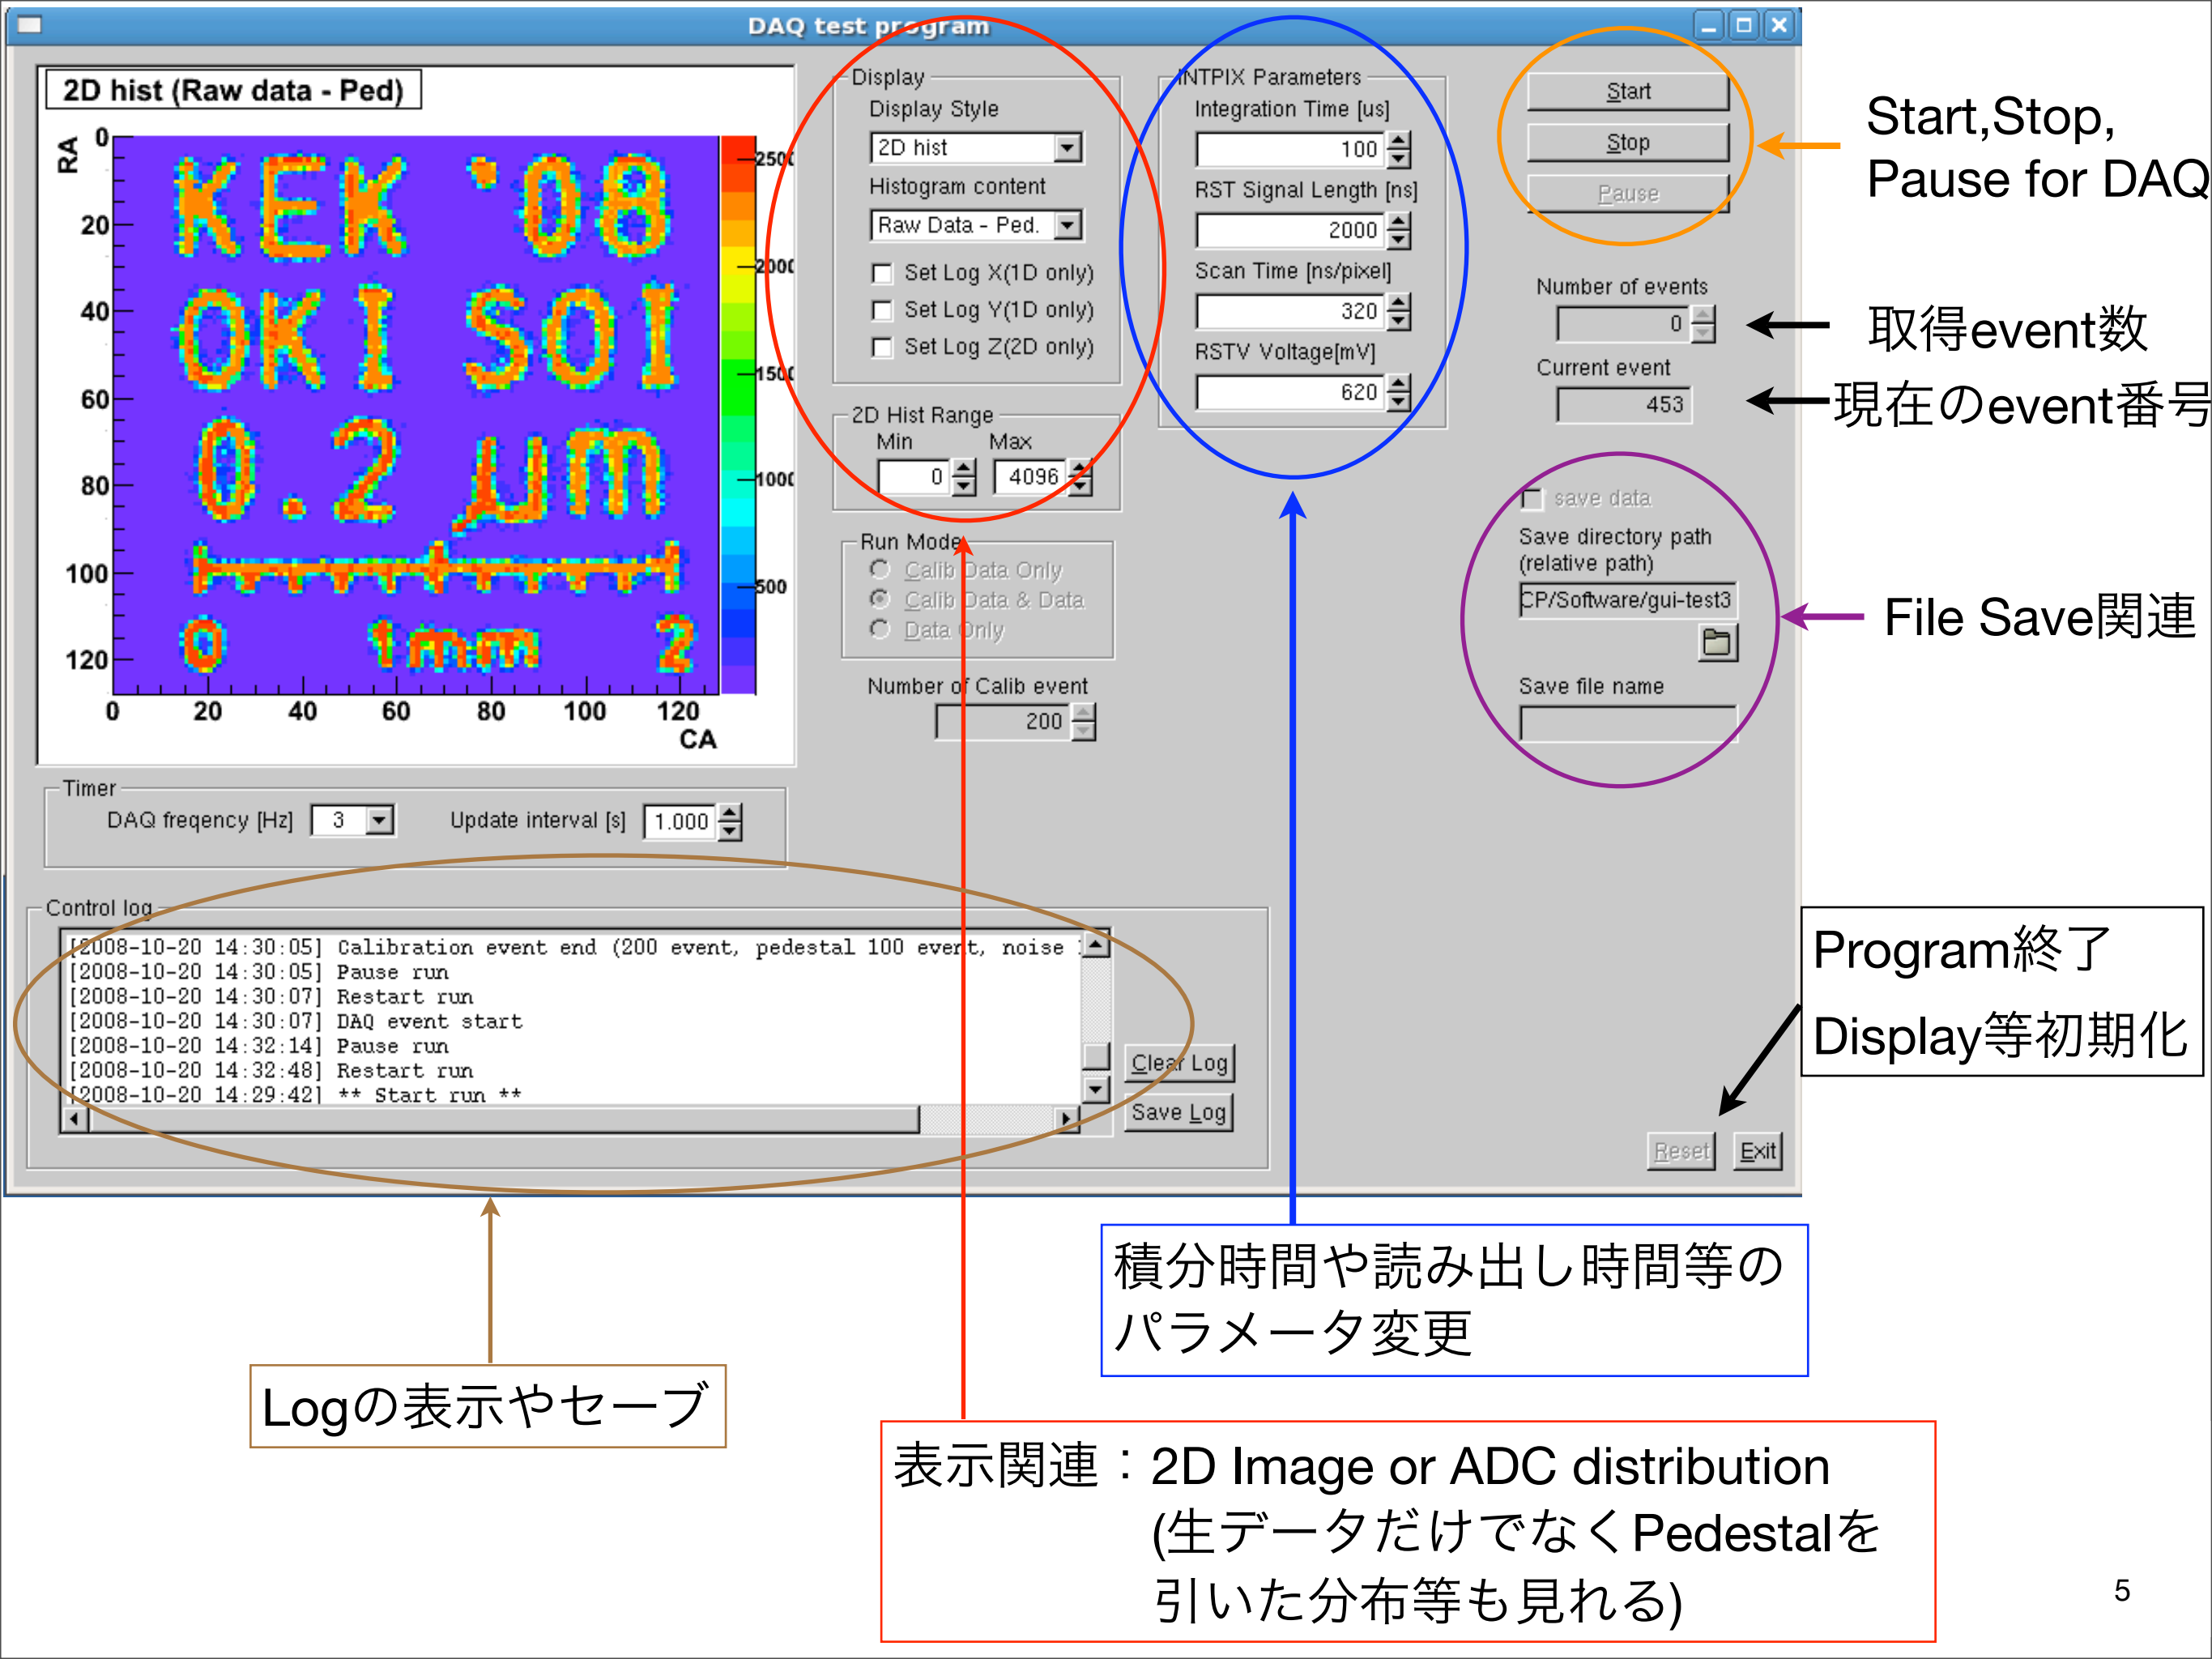 DAQ test program
2D hist (Raw data - Ped)
RA
0
20
40
60
80
100
120
KEK '08
OKI SOI
0.2 µm
0 1mm 2
0 20 40 60 80 100 120
CA
2000
1500
1000
500
Display
Display Style
2D hist
Histogram content
Raw Data - Ped.
Set Log X(1D only)
Set Log Y(1D only)
Set Log Z(2D only)
2D Hist Range
Min Max
0 4096
Run Mode
Calib Data Only
Calib Data & Data
Data Only
Number of Calib event
200
INTPIX Parameters
Integration Time [us]
100
RST Signal Length [ns]
2000
Scan Time [ns/pixel]
320
RSTV Voltage[mV]
620
Start
Stop
Pause
Number of events
0
Current event
453
save data
Save directory path
(relative path)
CP/Software/gui-test3
Save file name
Start,Stop,
Pause for DAQ
取得event数
現在のevent番号
File Save関連
Timer
DAQ freqency [Hz] 3 Update interval [s] 1.000
Control log
[2008-10-20 14:30:05] Calibration event end (200 event, pedestal 100 event, noise
[2008-10-20 14:30:05] Pause run
[2008-10-20 14:30:07] Restart run
[2008-10-20 14:30:07] DAQ event start
[2008-10-20 14:32:14] Pause run
[2008-10-20 14:32:48] Restart run
[2008-10-20 14:29:42] ** Start run **
Clear Log
Save Log
Reset Exit
Program終了
Display等初期化
積分時間や読み出し時間等の
パラメータ変更
Logの表示やセーブ
表示関連：2D Image or ADC distribution
(生データだけでなくPedestalを
引いた分布等も見れる)
5